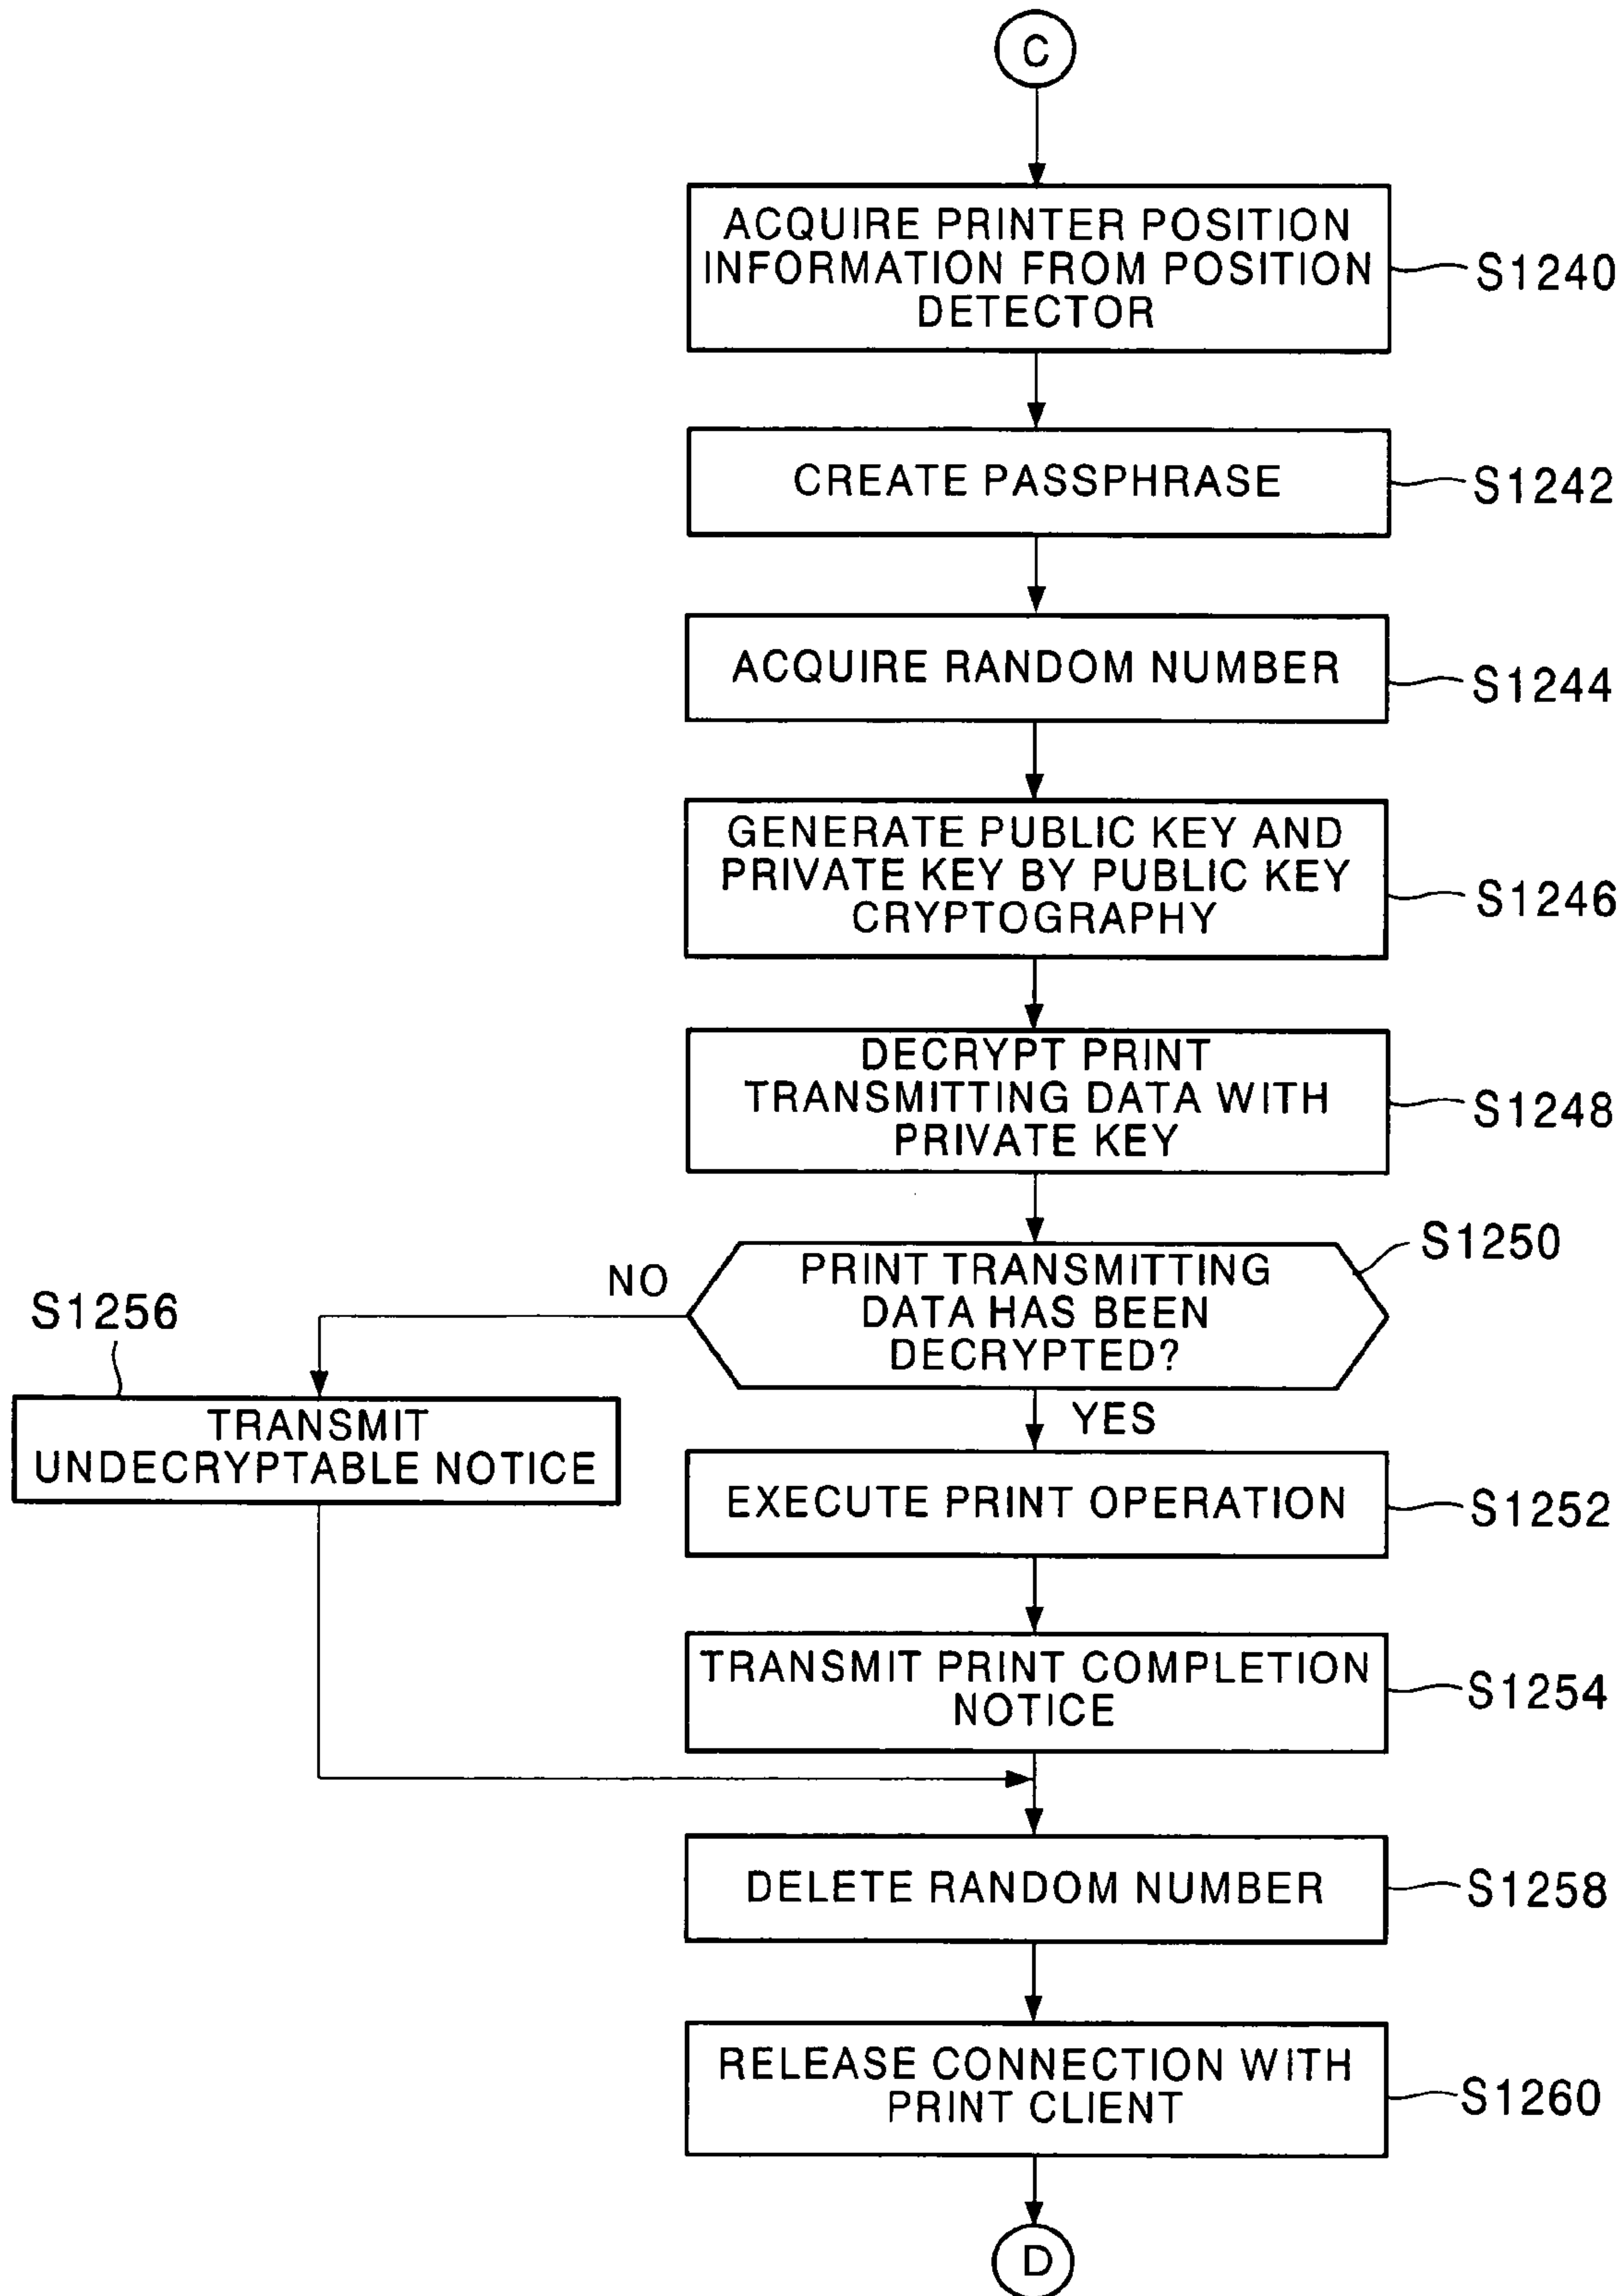 C
ACQUIRE PRINTER POSITION
INFORMATION FROM POSITION
DETECTOR
S1240
CREATE PASSPHRASE
S1242
ACQUIRE RANDOM NUMBER
S1244
GENERATE PUBLIC KEY AND
PRIVATE KEY BY PUBLIC KEY
CRYPTOGRAPHY
S1246
DECRYPT PRINT
TRANSMITTING DATA WITH
PRIVATE KEY
S1248
PRINT TRANSMITTING
DATA HAS BEEN
DECRYPTED?
S1250
NO
S1256
TRANSMIT
UNDECRYPTABLE NOTICE
YES
EXECUTE PRINT OPERATION
S1252
TRANSMIT PRINT COMPLETION
NOTICE
S1254
DELETE RANDOM NUMBER
S1258
RELEASE CONNECTION WITH
PRINT CLIENT
S1260
D